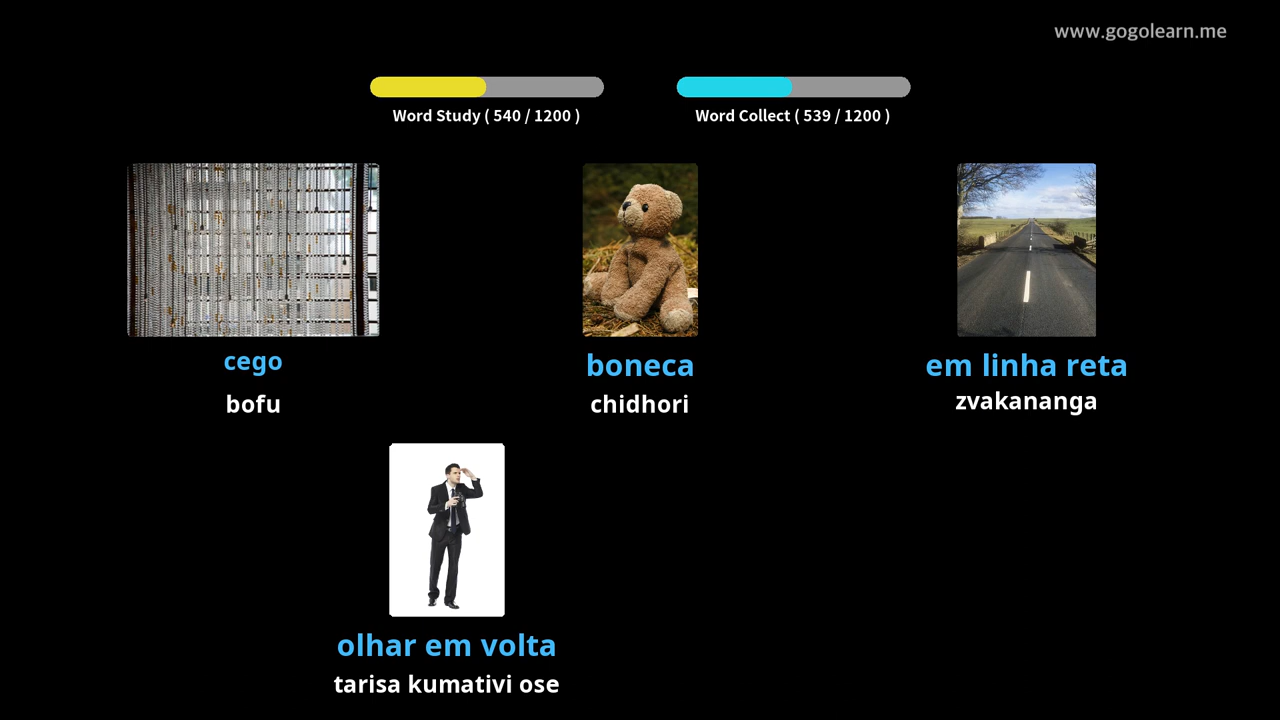 www.gogolearn.me
Word Study ( 540 / 1200 )
Word Collect ( 539 / 1200 )
cego
boneca
em linha reta
bofu
chidhori
zvakananga
olhar em volta
tarisa kumativi ose